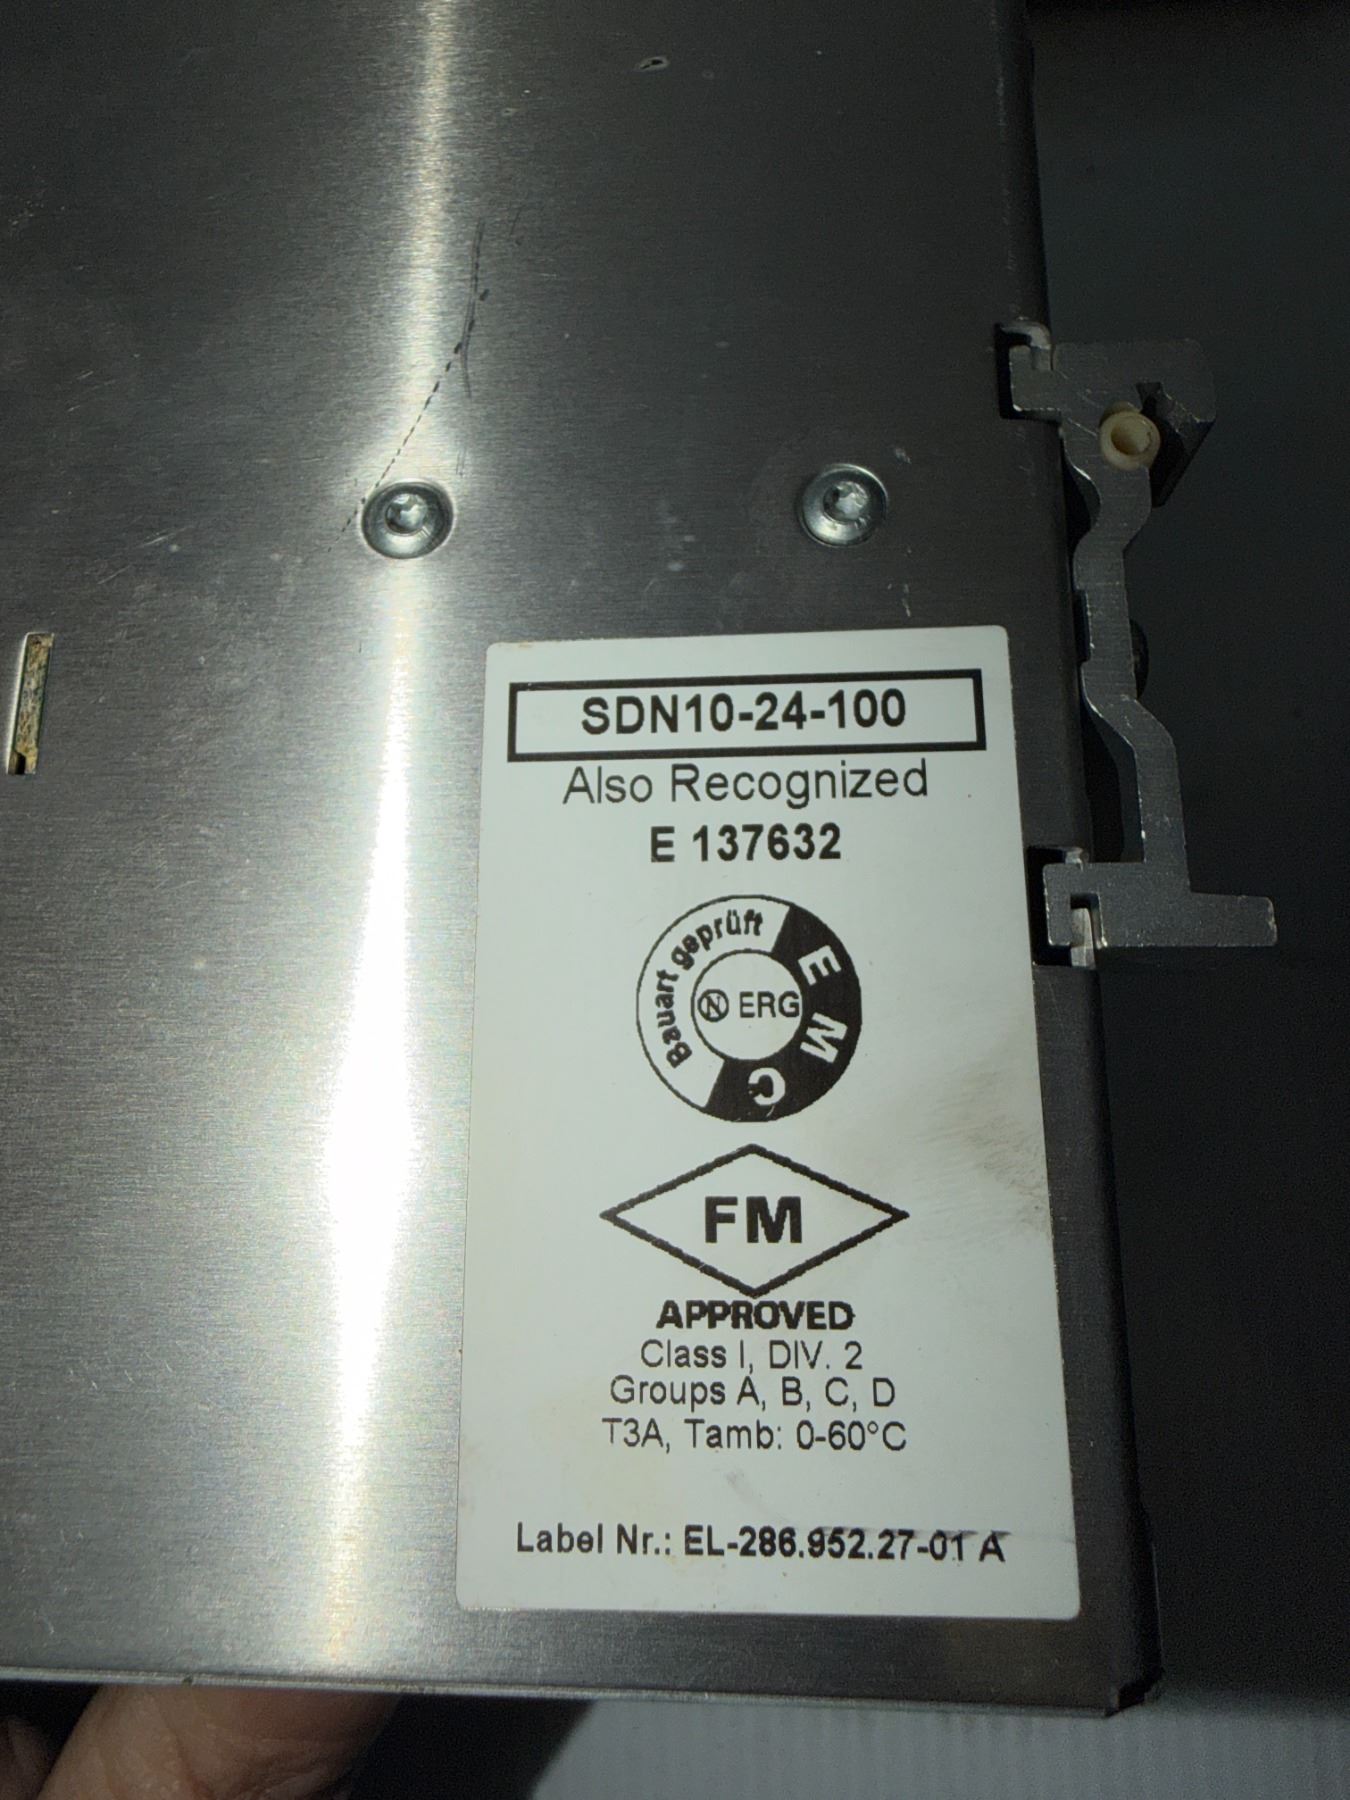 SDN10-24-100
Also Recognized
E 137632
Bauart geprüft
EMC
N ERG
FM
APPROVED
Class I, DIV. 2
Groups A, B, C, D
T3A, Tamb: 0-60°C
Label Nr.: EL-286.952.27-01 A